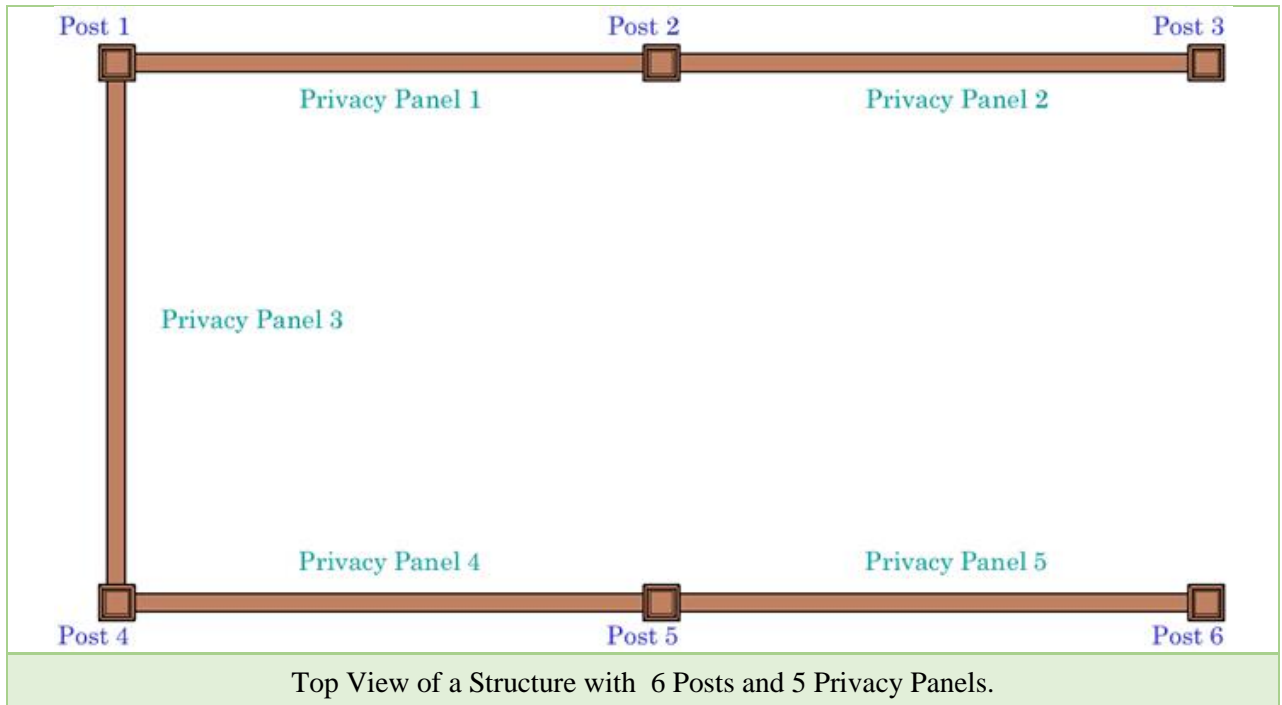 Post 1 Post 2 Post 3
Privacy Panel 1 Privacy Panel 2
Privacy Panel 3
Privacy Panel 4 Privacy Panel 5
Post 4 Post 5 Post 6
Top View of a Structure with 6 Posts and 5 Privacy Panels.